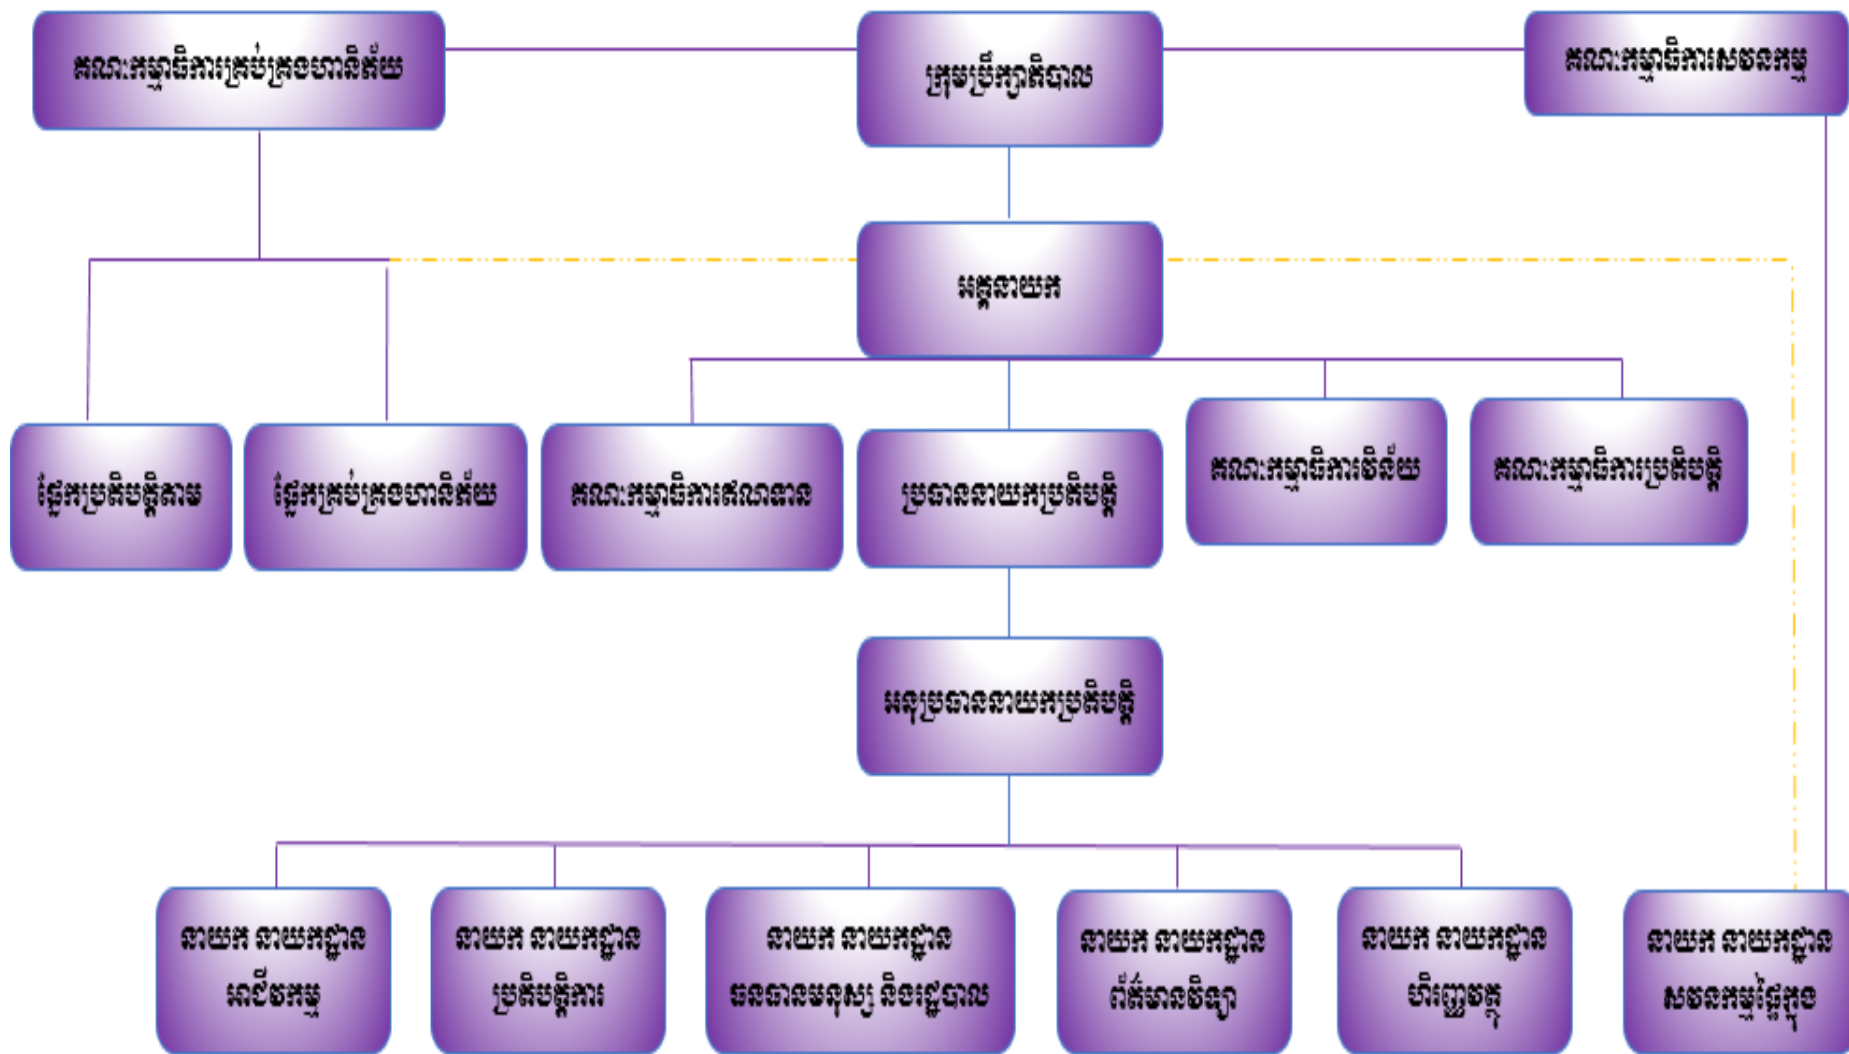 គណៈកម្មាធិការគ្រប់គ្រងហានិភ័យ
ក្រុមប្រឹក្សាភិបាល
គណៈកម្មាធិការសវនកម្ម
អគ្គនាយក
ផ្នែកប្រតិបត្តិតាម
ផ្នែកគ្រប់គ្រងហានិភ័យ
គណៈកម្មាធិការឥណទាន
ប្រធាននាយកប្រតិបត្តិ
គណៈកម្មាធិការវិន័យ
គណៈកម្មាធិការប្រតិបត្តិ
អនុប្រធាននាយកប្រតិបត្តិ
នាយក នាយកដ្ឋាន
អាជីវកម្ម
នាយក នាយកដ្ឋាន
ប្រតិបត្តិការ
នាយក នាយកដ្ឋាន
ធនធានមនុស្ស និងរដ្ឋបាល
នាយក នាយកដ្ឋាន
ព័ត៌មានវិទ្យា
នាយក នាយកដ្ឋាន
ហិរញ្ញវត្ថុ
នាយក នាយកដ្ឋាន
សវនកម្មផ្ទៃក្នុង